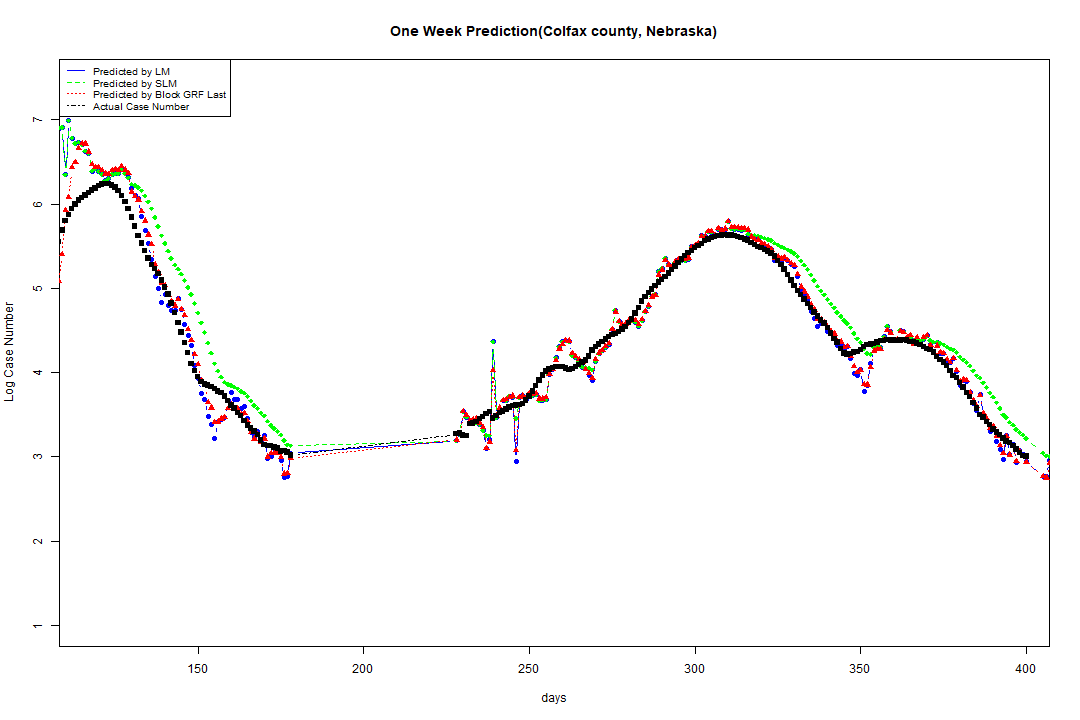 One Week Prediction(Colfax county, Nebraska)
Predicted by LM
Predicted by SLM
Predicted by Block GRF Last
Actual Case Number
7
6
5
4
3
2
1
Log Case Number
150 200 250 300 350 400
days